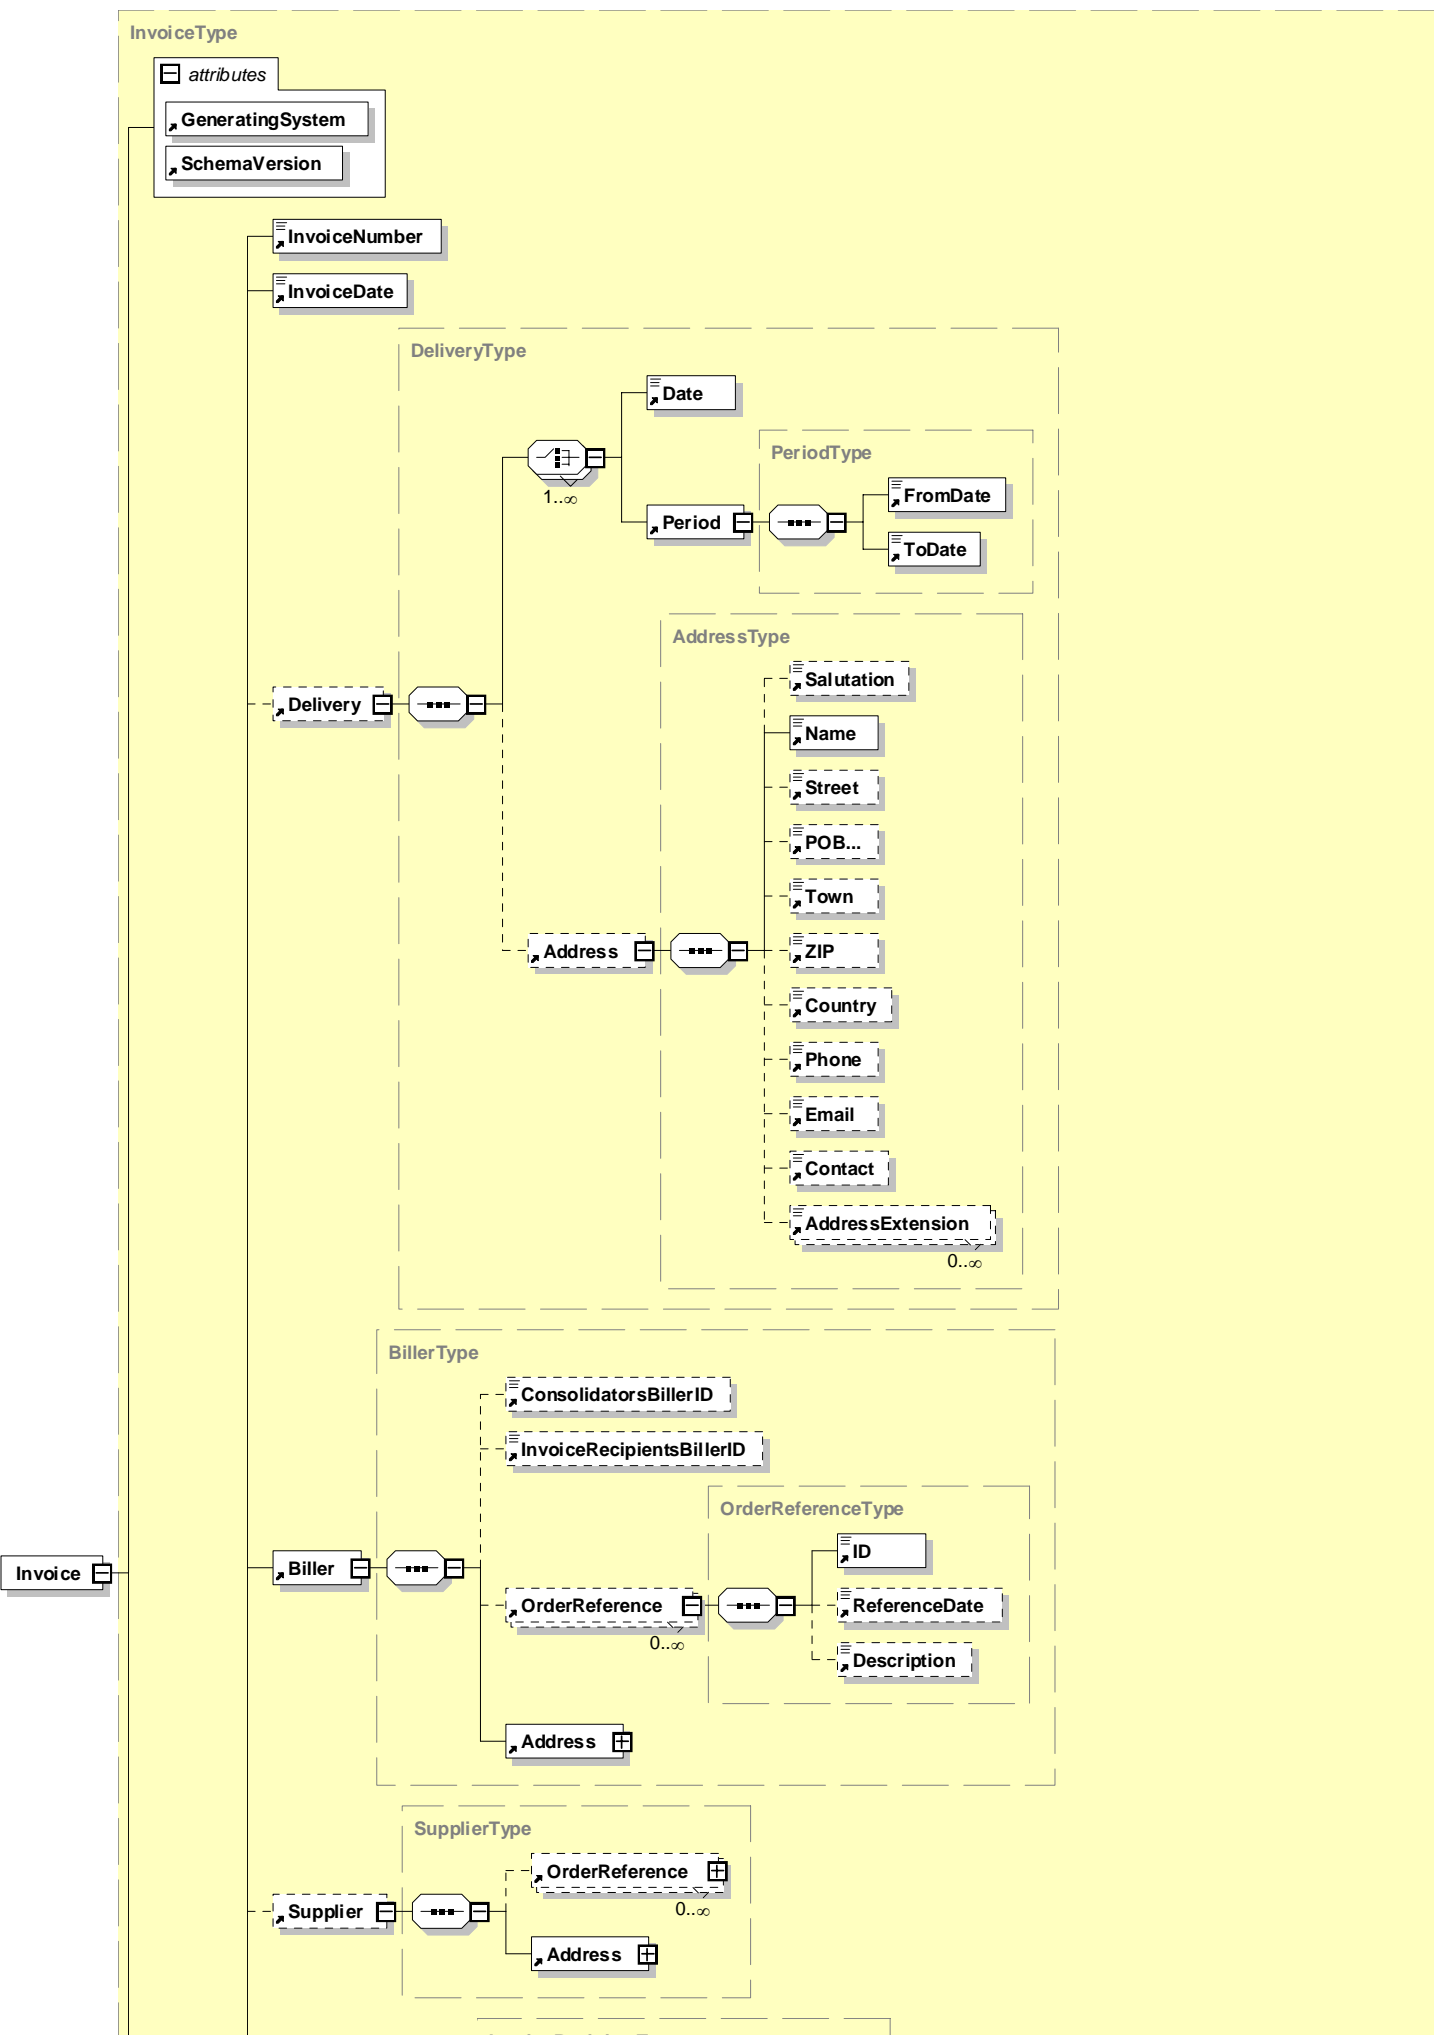 InvoiceType
attributes
GeneratingSystem
SchemaVersion
InvoiceNumber
InvoiceDate
DeliveryType
Date
1..∞
PeriodType
Period
FromDate
ToDate
Delivery
AddressType
Address
Salutation
Name
Street
POB...
Town
ZIP
Country
Phone
Email
Contact
AddressExtension
0..∞
BillerType
ConsolidatorsBillerID
InvoiceRecipientsBillerID
Invoice
Biller
OrderReference
0..∞
OrderReferenceType
ID
ReferenceDate
Description
Address
SupplierType
Supplier
OrderReference
0..∞
Address